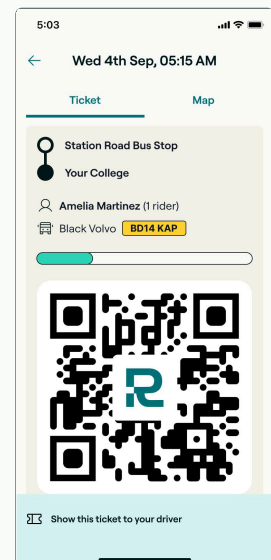 5:03
Wed 4th Sep, 05:15 AM
Ticket Map
Station Road Bus Stop
Your College
Amelia Martinez (1 rider)
Black Volvo BD14 KAP
R
Show this ticket to your driver